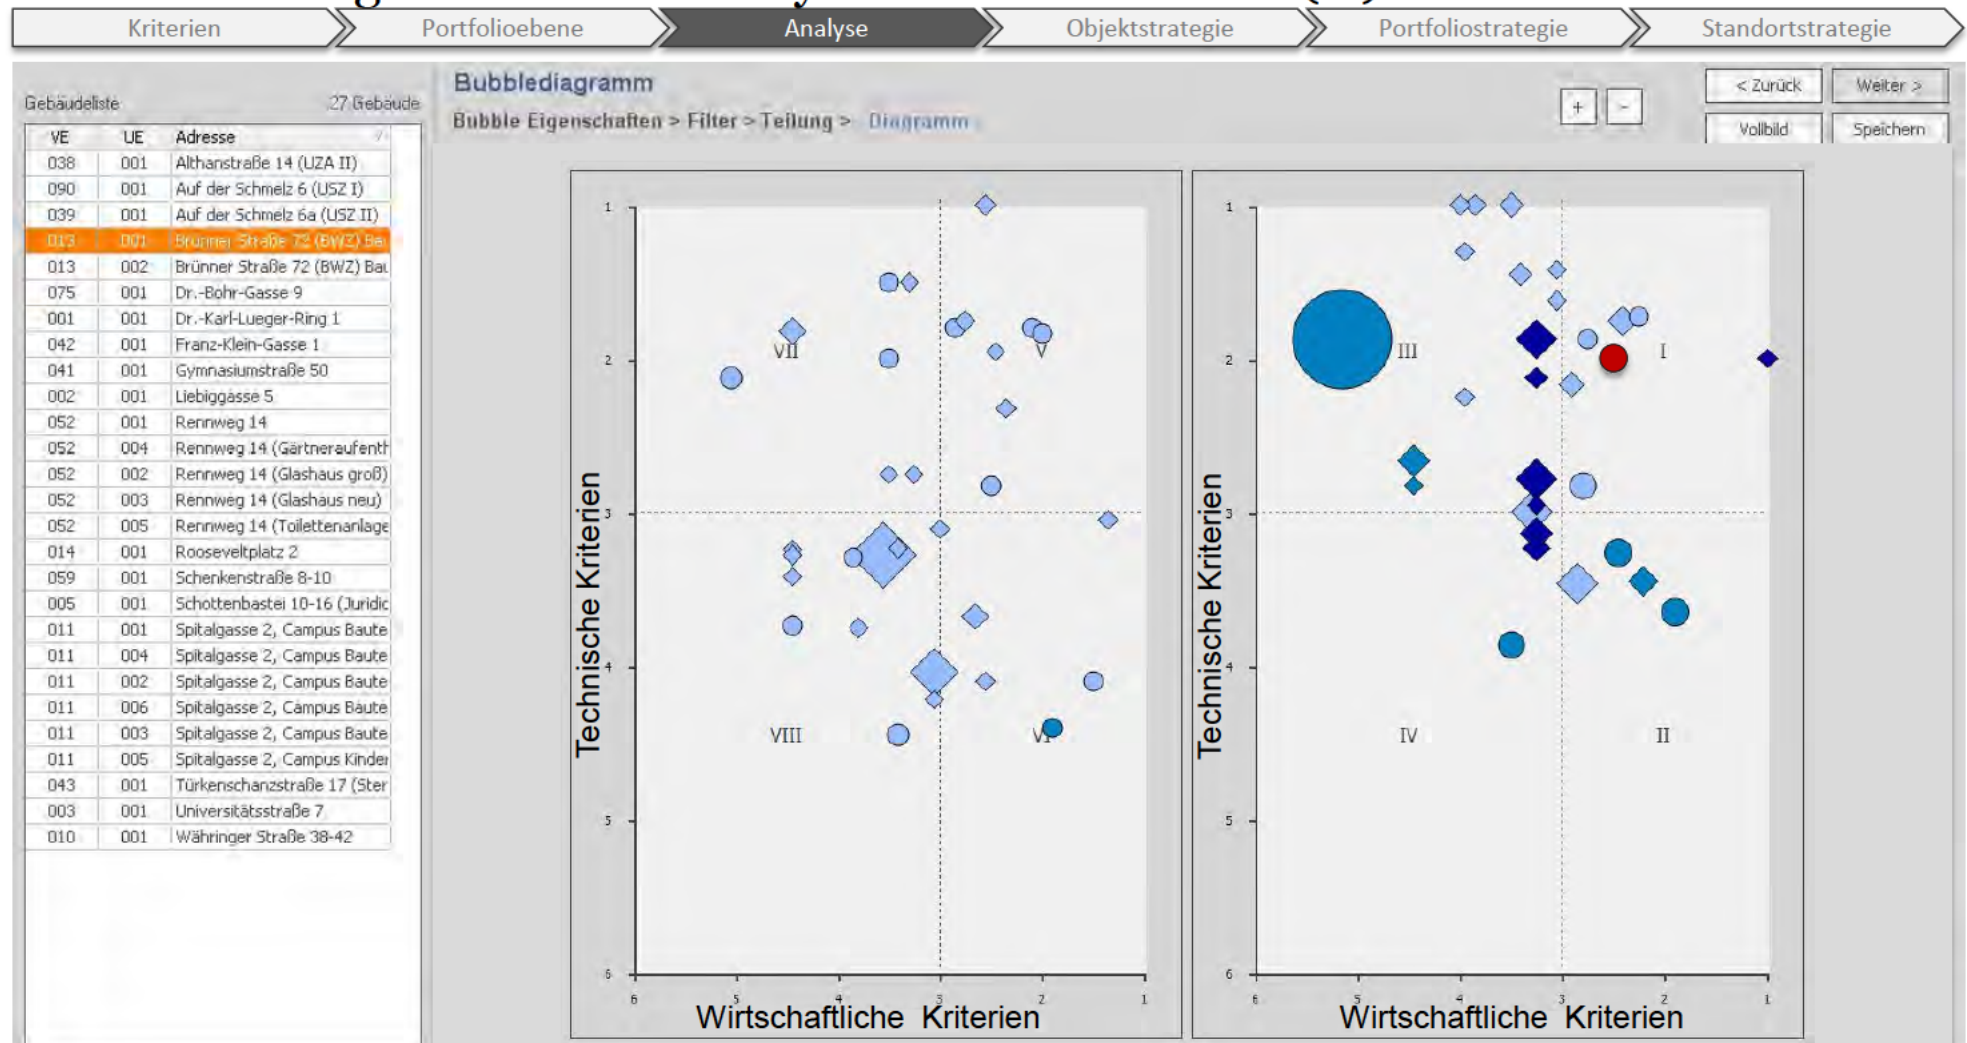 Kriterien
Portfolioebene
Analyse
Objektstrategie
Portfoliostrategie
Standortstrategie
Gebäudeliste 27 Gebäude
VE UE Adresse
038 001 Althanstraße 14 (UZA II)
090 001 Auf der Schmelz 6 (USZ I)
039 001 Auf der Schmelz 6a (USZ II)
013 001 Brünner Straße 72 (BWZ) Ba
013 002 Brünner Straße 72 (BWZ) Bau
075 001 Dr.-Bohr-Gasse 9
001 001 Dr.-Karl-Lueger-Ring 1
042 001 Franz-Klein-Gasse 1
041 001 Gymnasiumstraße 50
002 001 Liebiggasse 5
052 001 Rennweg 14
052 004 Rennweg 14 (Gärtneraufenth
052 002 Rennweg 14 (Glashaus groß)
052 003 Rennweg 14 (Glashaus neu)
052 005 Rennweg 14 (Toilettenanlage
014 001 Rooseveltplatz 2
059 001 Schenkenstraße 8-10
005 001 Schottenbastei 10-16 (Juridic
011 001 Spitalgasse 2, Campus Baute
011 004 Spitalgasse 2, Campus Baute
011 002 Spitalgasse 2, Campus Baute
011 006 Spitalgasse 2, Campus Baute
011 003 Spitalgasse 2, Campus Baute
011 005 Spitalgasse 2, Campus Kinder
043 001 Türkenschanzstraße 17 (Ster
003 001 Universitätsstraße 7
010 001 Währinger Straße 38-42
Bubblediagramm
Bubble Eigenschaften > Filter > Teilung > Diagramm
+ -
< Zurück Weiter >
Vollbild Speichern
Technische Kriterien
1
2
3
4
5
6
VII V
VIII VI
6 5 4 3 2 1
Wirtschaftliche Kriterien
Technische Kriterien
1
2
3
4
5
6
III I
IV II
6 5 4 3 2 1
Wirtschaftliche Kriterien